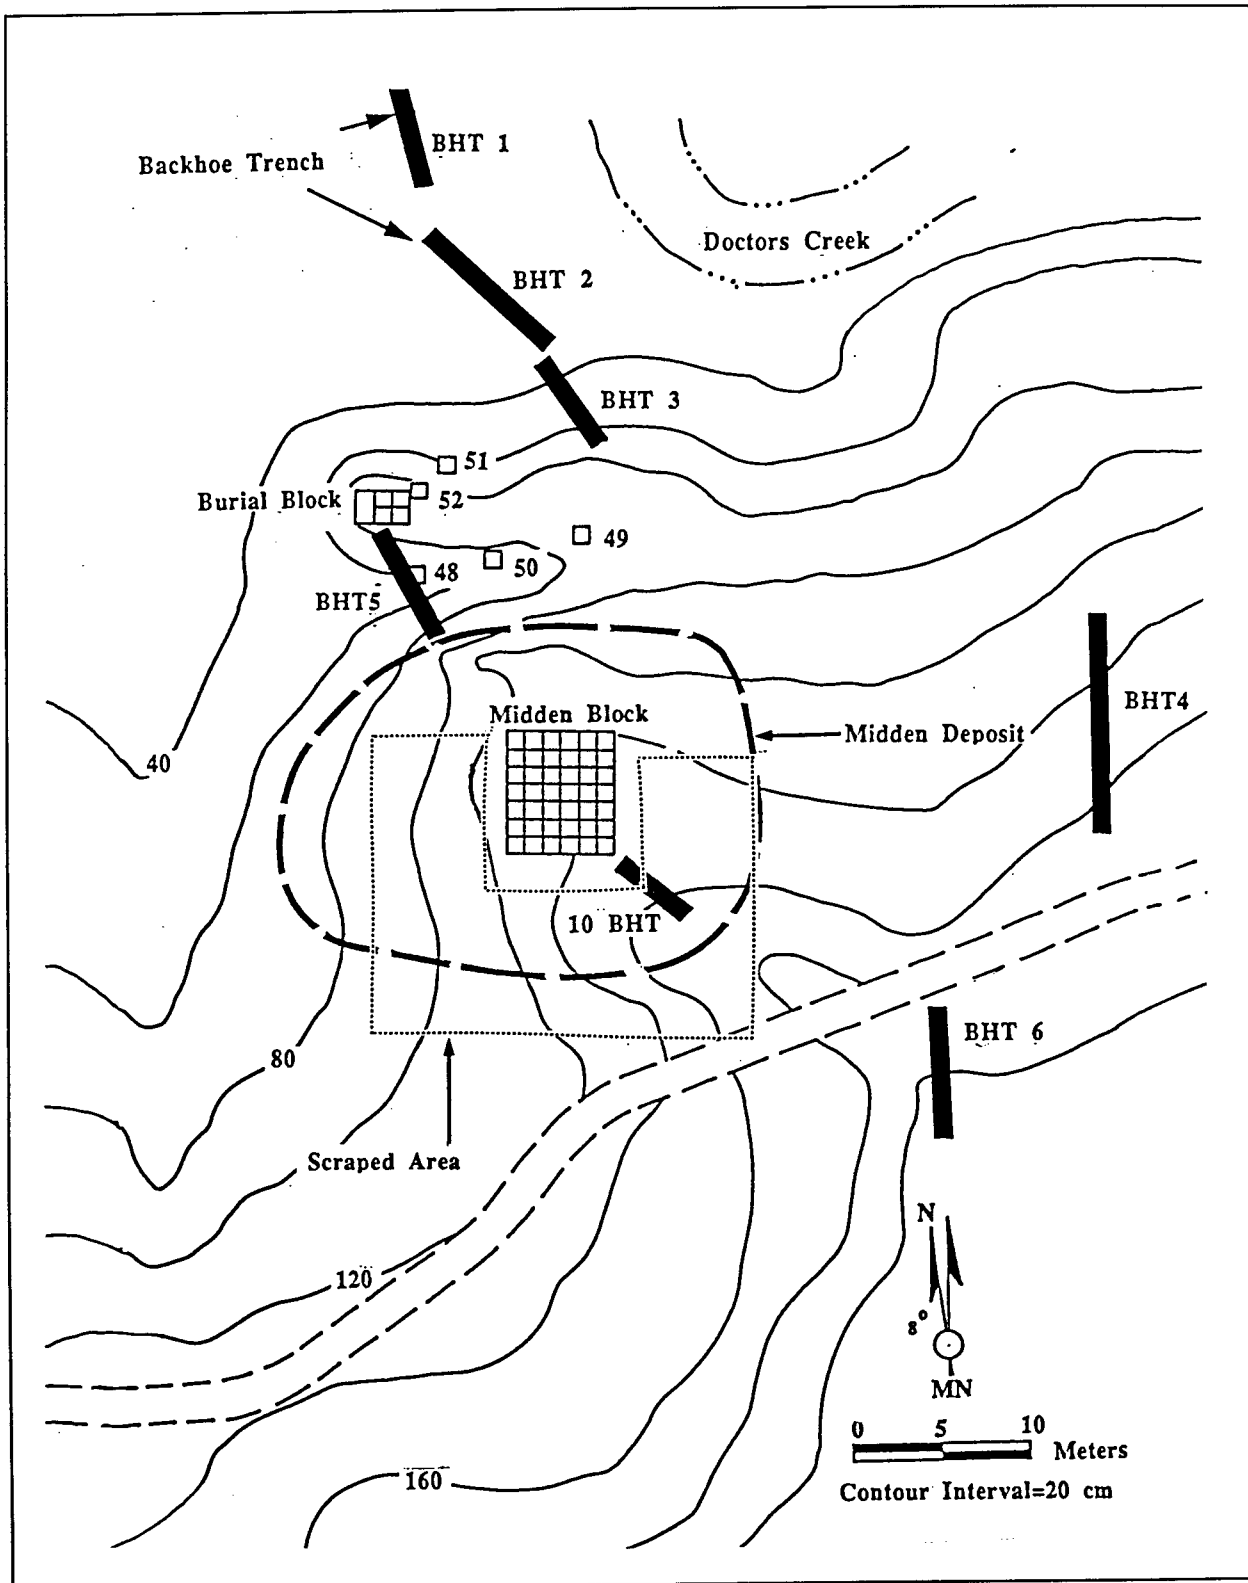 BHT 1
Backhoe Trench
Doctors Creek
BHT 2
BHT 3
51
Burial Block
52
49
50
48
BHT5
BHT4
Midden Block
Midden Deposit
40
10 BHT
BHT 6
80
Scraped Area
N
120
8°
MN
0 5 10
Meters
160
Contour Interval=20 cm